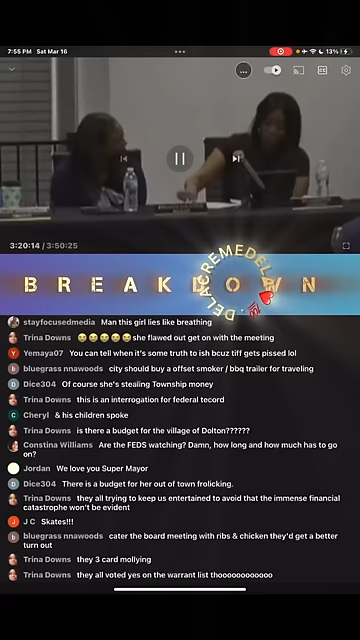 7:55 PM Sat Mar 16
13%
3:20:14 / 3:50:25
BREAKDOWN
DELACREMEDELA
stayfocusedmedia Man this girl lies like breathing
Trina Downs 😂😂😂😂😂she flawed out get on with the meeting
Yemaya07 You can tell when it's some truth to ish bcuz tiff gets pissed lol
bluegrass nnawoods city should buy a offset smoker / bbq trailer for traveling
Dice304 Of course she's stealing Township money
Trina Downs this is an interrogation for federal tecord
Cheryl & his children spoke
Trina Downs is there a budget for the village of Dolton??????
Constina Williams Are the FEDS watching? Damn, how long and how much has to go
on?
Jordan We love you Super Mayor
Dice304 There is a budget for her out of town frolicking.
Trina Downs they all trying to keep us entertained to avoid that the immense financial
catastrophe won't be evident
J C Skates!!!
bluegrass nnawoods cater the board meeting with ribs & chicken they'd get a better
turn out
Trina Downs they 3 card mollying
Trina Downs they all voted yes on the warrant list thoooooooooooo